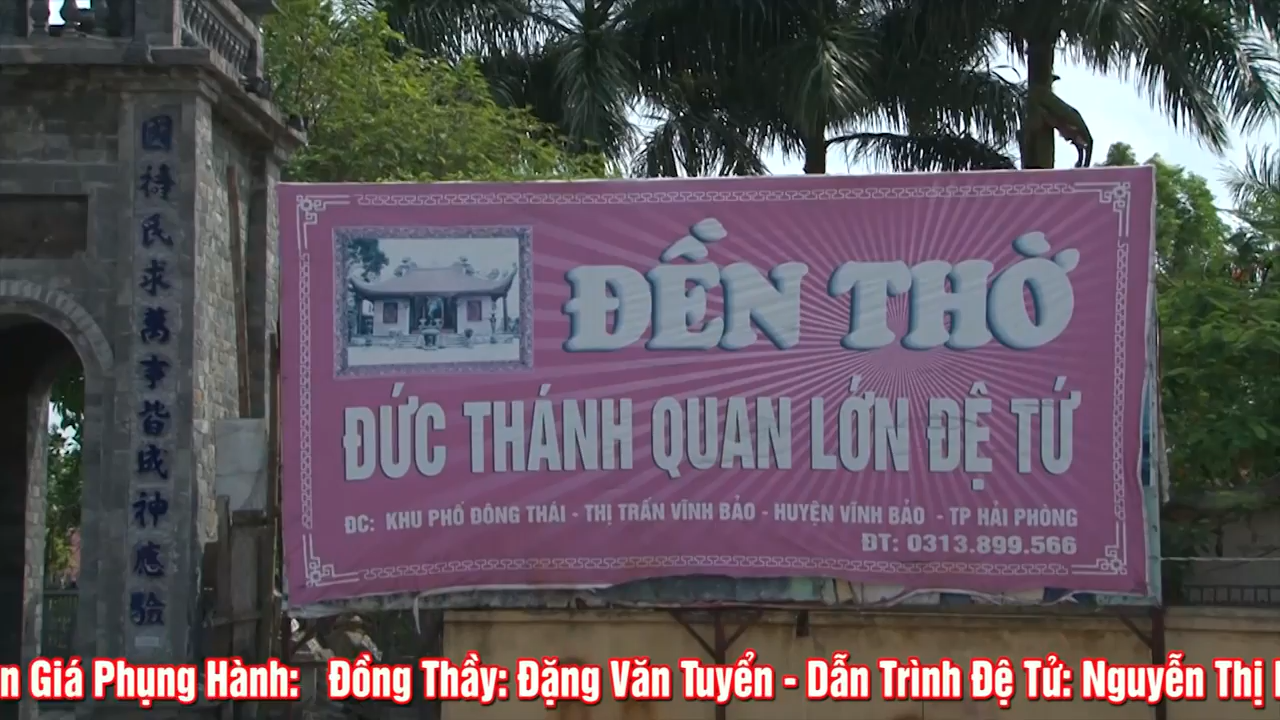 國禱民求萬事皆成神應驗
ĐỀN THỜ
ĐỨC THÁNH QUAN LỚN ĐỆ TỨ
ĐC: KHU PHỐ ĐÔNG THÁI - THỊ TRẤN VĨNH BẢO - HUYỆN VĨNH BẢO - TP HẢI PHÒNG
ĐT: 0313.899.566
n Giá Phụng Hành: Đồng Thầy: Đặng Văn Tuyển - Dẫn Trình Đệ Tử: Nguyễn Thị